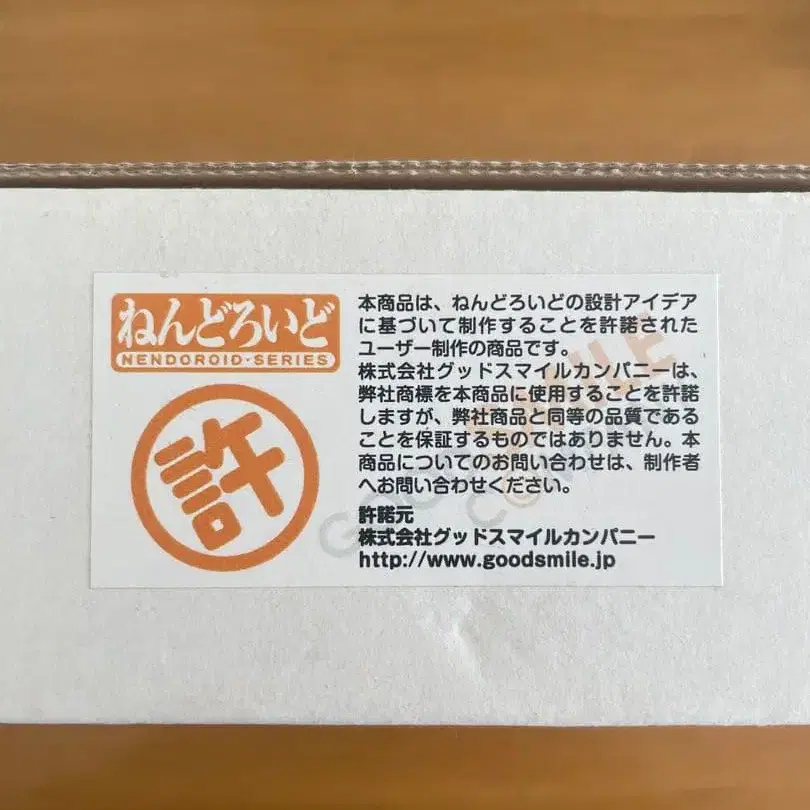 ねんどろいど
NENDOROID・SERIES
許
本商品は、ねんどろいどの設計アイデア
に基づいて制作することを許諾された
ユーザー制作の商品です。
株式会社グッドスマイルカンパニーは、
弊社商標を本商品に使用することを許諾
しますが、弊社商品と同等の品質である
ことを保証するものではありません。本
商品についてのお問い合わせは、制作者
へお問い合わせください。
許諾元
株式会社グッドスマイルカンパニー
http://www.goodsmile.jp